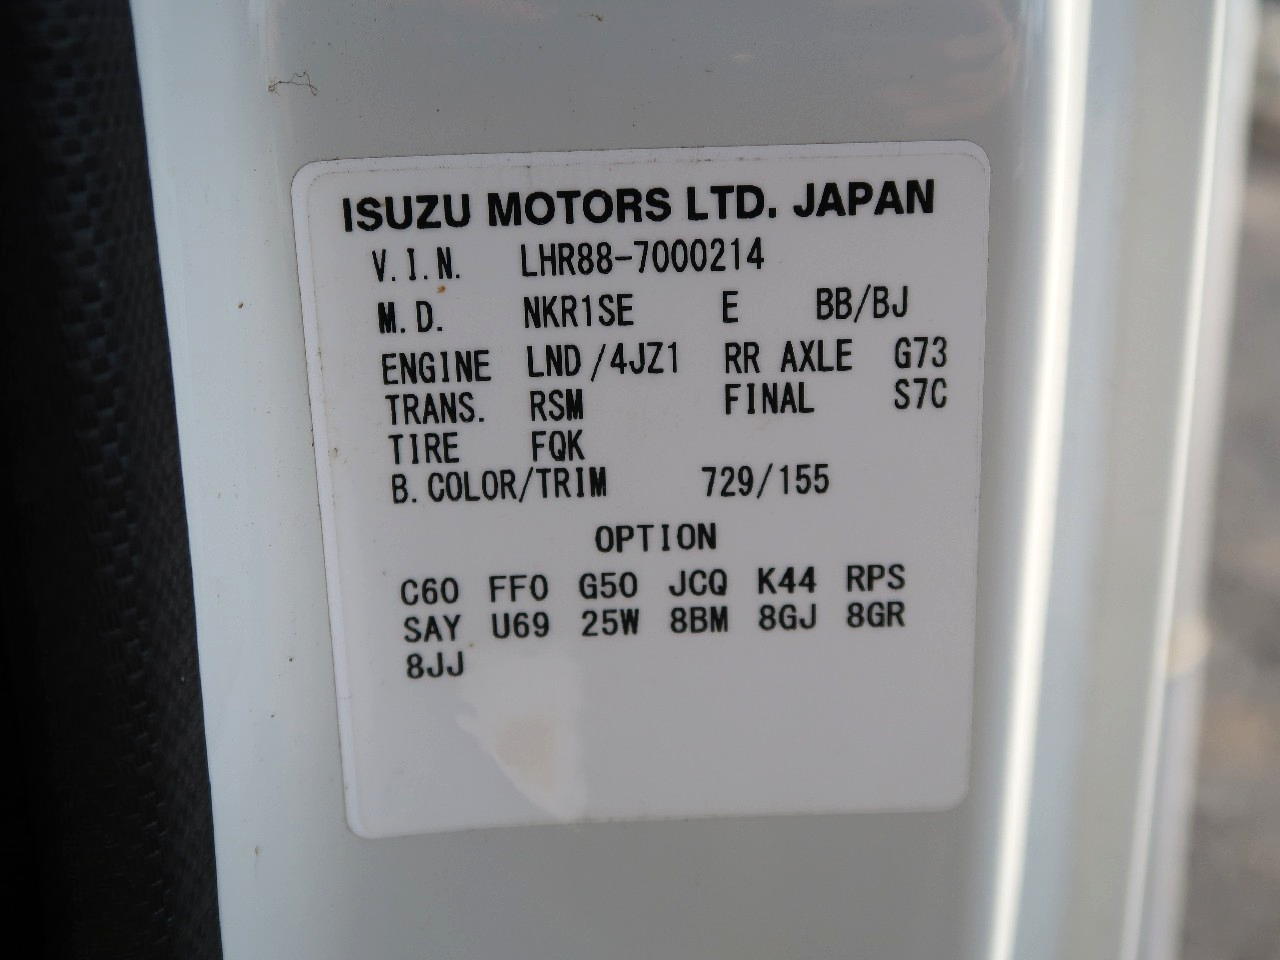 ISUZU MOTORS LTD. JAPAN
V.I.N. LHR88-7000214
M.D. NKR1SE E BB/BJ
ENGINE LND/4JZ1 RR AXLE G73
TRANS. RSM FINAL S7C
TIRE FQK
B.COLOR/TRIM 729/155
OPTION
C60 FF0 G50 JCQ K44 RPS
SAY U69 25W 8BM 8GJ 8GR
8JJ